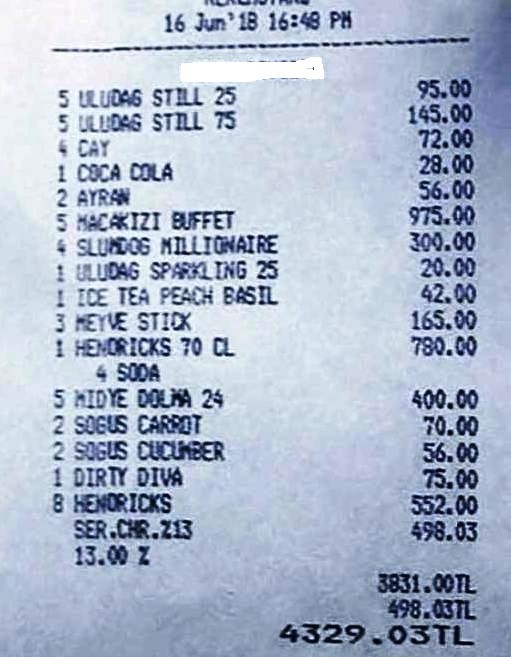 16 Jun'18 16:48 PM
5 ULUDAG STILL 25 95.00
5 ULUDAG STILL 75 145.00
4 CAY 72.00
1 COCA COLA 28.00
2 AYRAN 56.00
5 MACAKIZI BUFFET 975.00
4 SLUMDOG MILLIONAIRE 300.00
1 ULUDAG SPARKLING 25 20.00
1 ICE TEA PEACH BASIL 42.00
3 MEYVE STICK 165.00
1 HENDRICKS 70 CL 780.00
4 SODA
5 MIDYE DOLMA 24 400.00
2 SOGUS CARROT 70.00
2 SOGUS CUCUMBER 56.00
1 DIRTY DIVA 75.00
8 HENDRICKS 552.00
SER.CHR.%13 498.03
13.00 %
3831.00TL
498.03TL
4329.03TL